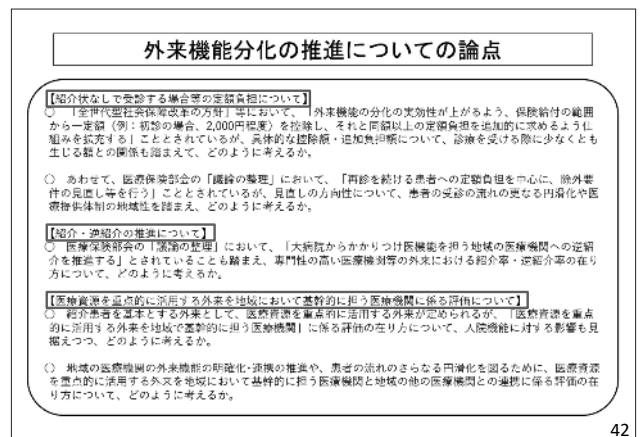 外来機能分化の推進についての論点
【紹介状なしで受診する場合等の定額負担について】
○ 「全世代型社会保障改革の方針」等において、「外来機能の分化の実効性が上がるよう、保険給付の範囲
から一定額（例：初診の場合、2,000円程度）を控除し、それと同額以上の定額負担を追加的に求めるよう仕
組みを拡充する」こととされているが、具体的な控除額・追加負担額について、診療を受ける際に少なくとも
生じる額との関係も踏まえて、どのように考えるか。
○ あわせて、医療保険部会の「議論の整理」において、「再診を続ける患者への定額負担を中心に、除外要
件の見直し等を行う」こととされているが、見直しの方向性について、患者の受診の流れの更なる円滑化や医
療提供体制の地域性を踏まえ、どのように考えるか。
【紹介・逆紹介の推進について】
○ 医療保険部会の「議論の整理」において、「大病院からかかりつけ医機能を担う地域の医療機関への逆紹
介を推進する」とされていることも踏まえ、専門性の高い医療機関等の外来における紹介率・逆紹介率の在り
方について、どのように考えるか。
【医療資源を重点的に活用する外来を地域において基幹的に担う医療機関に係る評価について】
○ 紹介患者を基本とする外来として、医療資源を重点的に活用する外来が定められるが、「医療資源を重点
的に活用する外来を地域で基幹的に担う医療機関」に係る評価の在り方について、入院機能に対する影響も見
据えつつ、どのように考えるか。
○ 地域の医療機関の外来機能の明確化・連携の推進や、患者の流れのさらなる円滑化を図るために、医療資源
を重点的に活用する外来を地域において基幹的に担う医療機関と地域の他の医療機関との連携に係る評価の在
り方について、どのように考えるか。
42